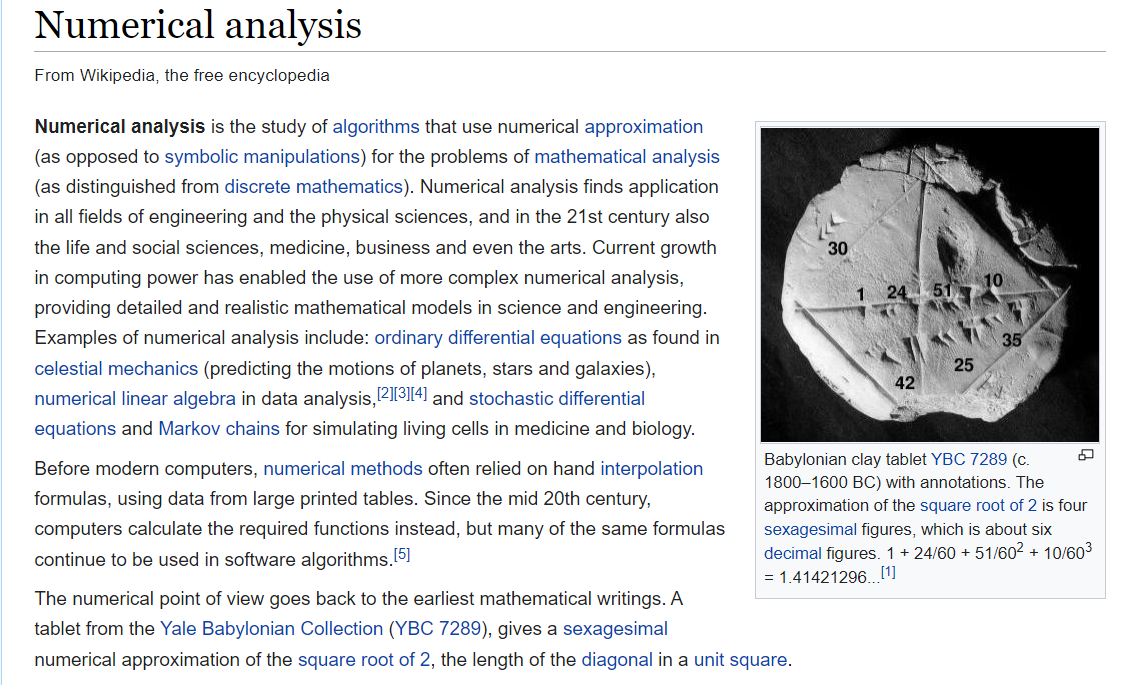 Numerical analysis
From Wikipedia, the free encyclopedia
Numerical analysis is the study of algorithms that use numerical approximation
(as opposed to symbolic manipulations) for the problems of mathematical analysis
(as distinguished from discrete mathematics). Numerical analysis finds application
in all fields of engineering and the physical sciences, and in the 21st century also
the life and social sciences, medicine, business and even the arts. Current growth
in computing power has enabled the use of more complex numerical analysis,
providing detailed and realistic mathematical models in science and engineering.
Examples of numerical analysis include: ordinary differential equations as found in
celestial mechanics (predicting the motions of planets, stars and galaxies),
numerical linear algebra in data analysis,[2][3][4] and stochastic differential
equations and Markov chains for simulating living cells in medicine and biology.
Before modern computers, numerical methods often relied on hand interpolation
formulas, using data from large printed tables. Since the mid 20th century,
computers calculate the required functions instead, but many of the same formulas
continue to be used in software algorithms.[5]
The numerical point of view goes back to the earliest mathematical writings. A
tablet from the Yale Babylonian Collection (YBC 7289), gives a sexagesimal
numerical approximation of the square root of 2, the length of the diagonal in a unit square.
30
1 24 51 10
42 25 35
Babylonian clay tablet YBC 7289 (c.
1800–1600 BC) with annotations. The
approximation of the square root of 2 is four
sexagesimal figures, which is about six
decimal figures. 1 + 24/60 + 51/60² + 10/60³
= 1.41421296...[1]